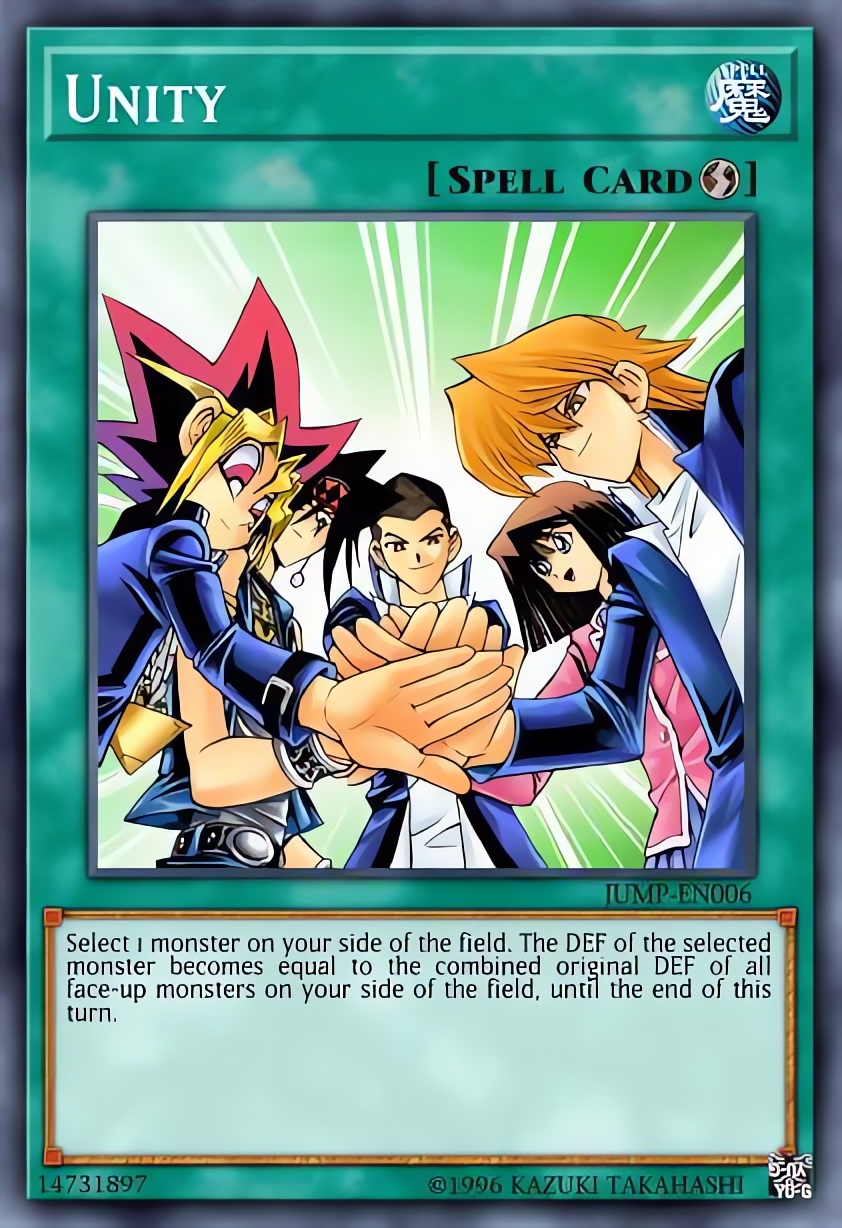 UNITY
魔
[SPELL CARD]
JUMP-EN006
Select 1 monster on your side of the field. The DEF of the selected
monster becomes equal to the combined original DEF of all
face-up monsters on your side of the field, until the end of this
turn.
14731897
©1996 KAZUKI TAKAHASHI